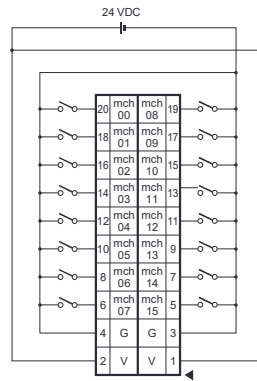 24 VDC
20 mch 00 mch 08 19
18 mch 01 mch 09 17
16 mch 02 mch 10 15
14 mch 03 mch 11 13
12 mch 04 mch 12 11
10 mch 05 mch 13 9
8 mch 06 mch 14 7
6 mch 07 mch 15 5
4 G G 3
2 V V 1